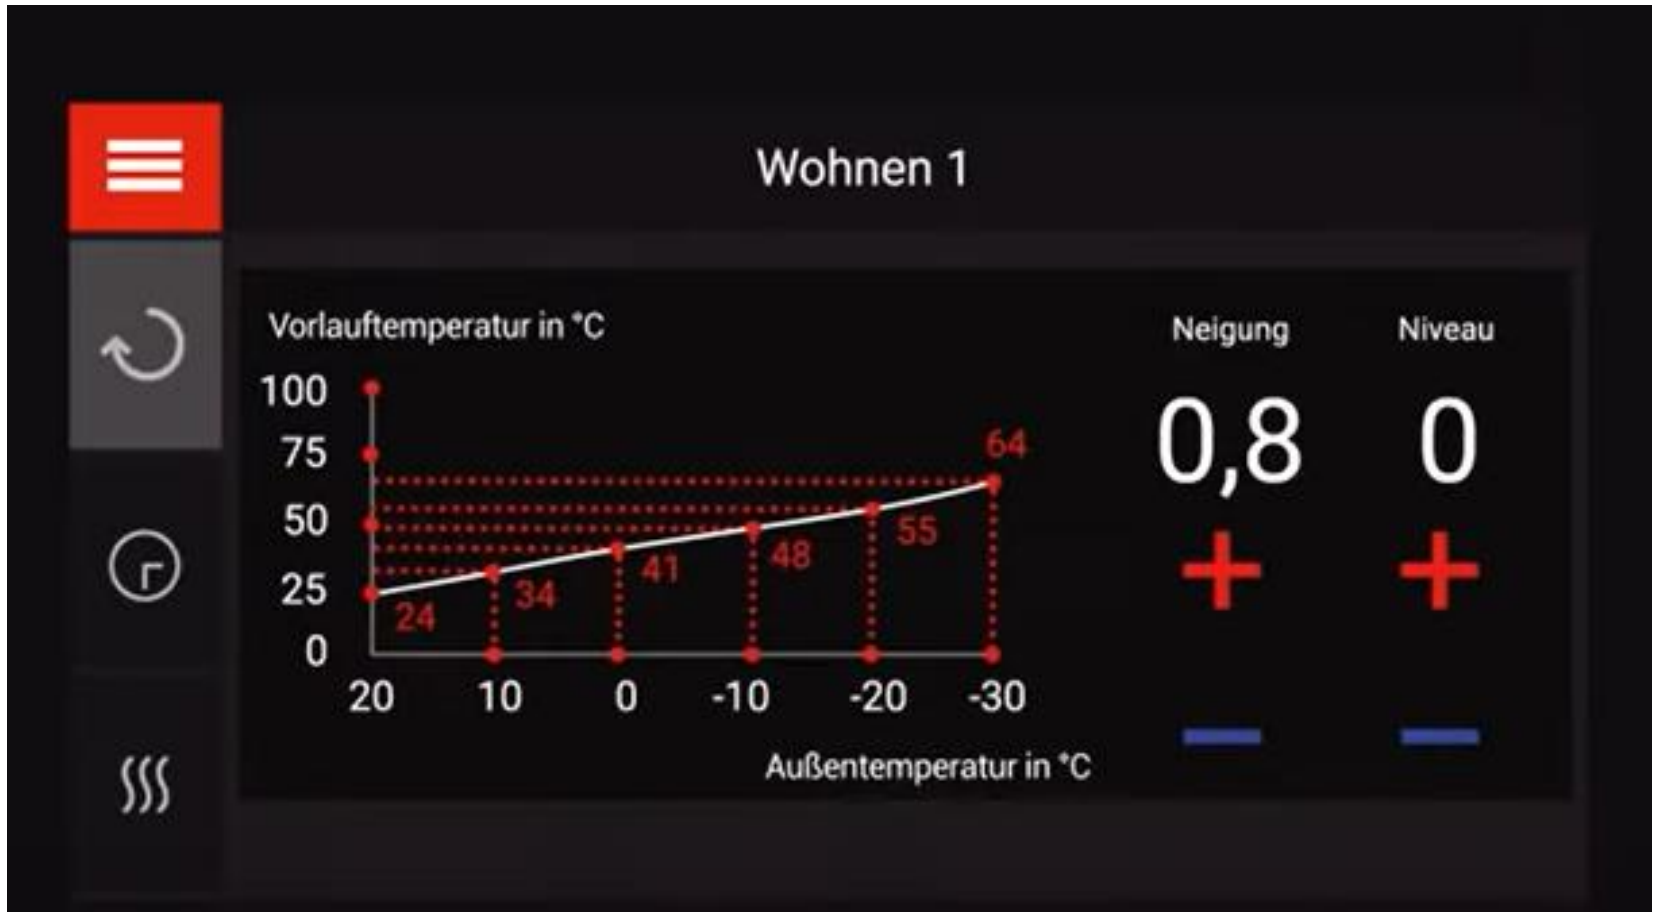 Wohnen 1
Vorlauftemperatur in °C
Neigung
Niveau
100
75
50
25
0
64
55
48
41
34
24
0,8
0
+
+
20 10 0 -10 -20 -30
Außentemperatur in °C
−
−